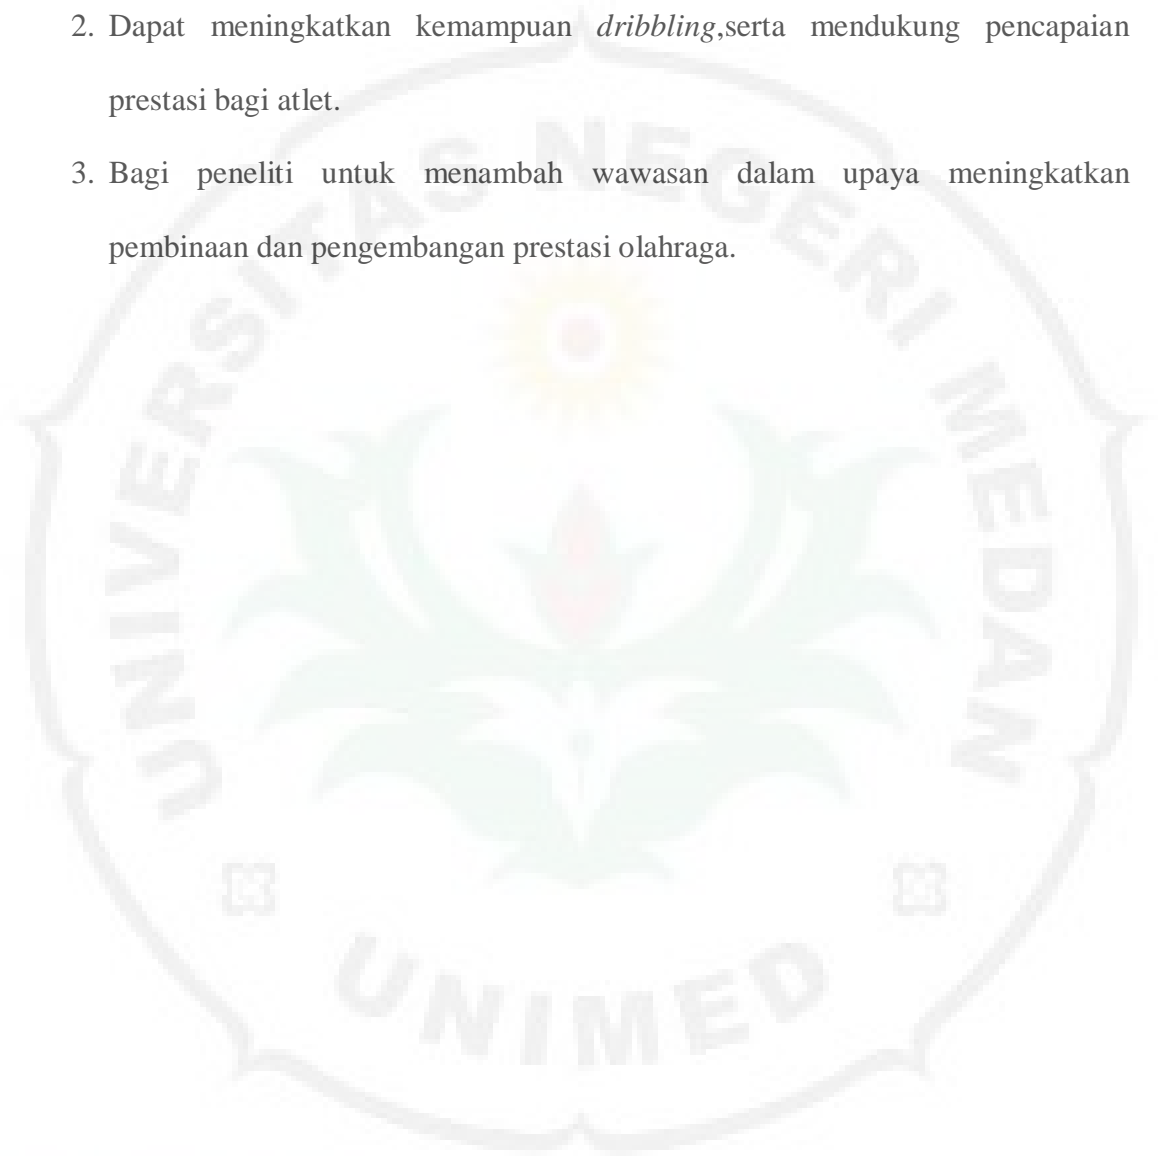 2. Dapat meningkatkan kemampuan dribbling,serta mendukung pencapaian
prestasi bagi atlet.
3. Bagi peneliti untuk menambah wawasan dalam upaya meningkatkan
pembinaan dan pengembangan prestasi olahraga.
UNIVERSITAS NEGERI MEDAN
UNIMED